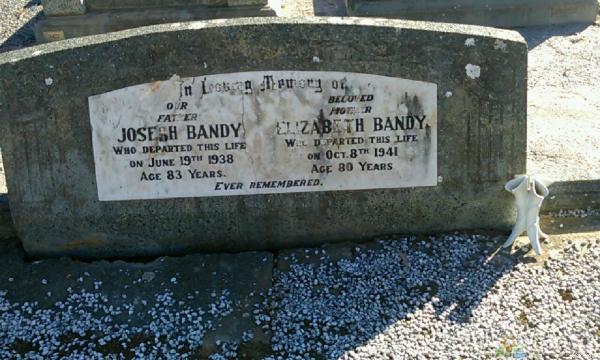 In Loving Memory of
OUR
FATHER
JOSEPH BANDY
WHO DEPARTED THIS LIFE
ON JUNE 19TH 1938
AGE 83 YEARS.
BELOVED
MOTHER
ELIZABETH BANDY
WHO DEPARTED THIS LIFE
ON OCT. 8TH 1941
AGE 80 YEARS
EVER REMEMBERED.